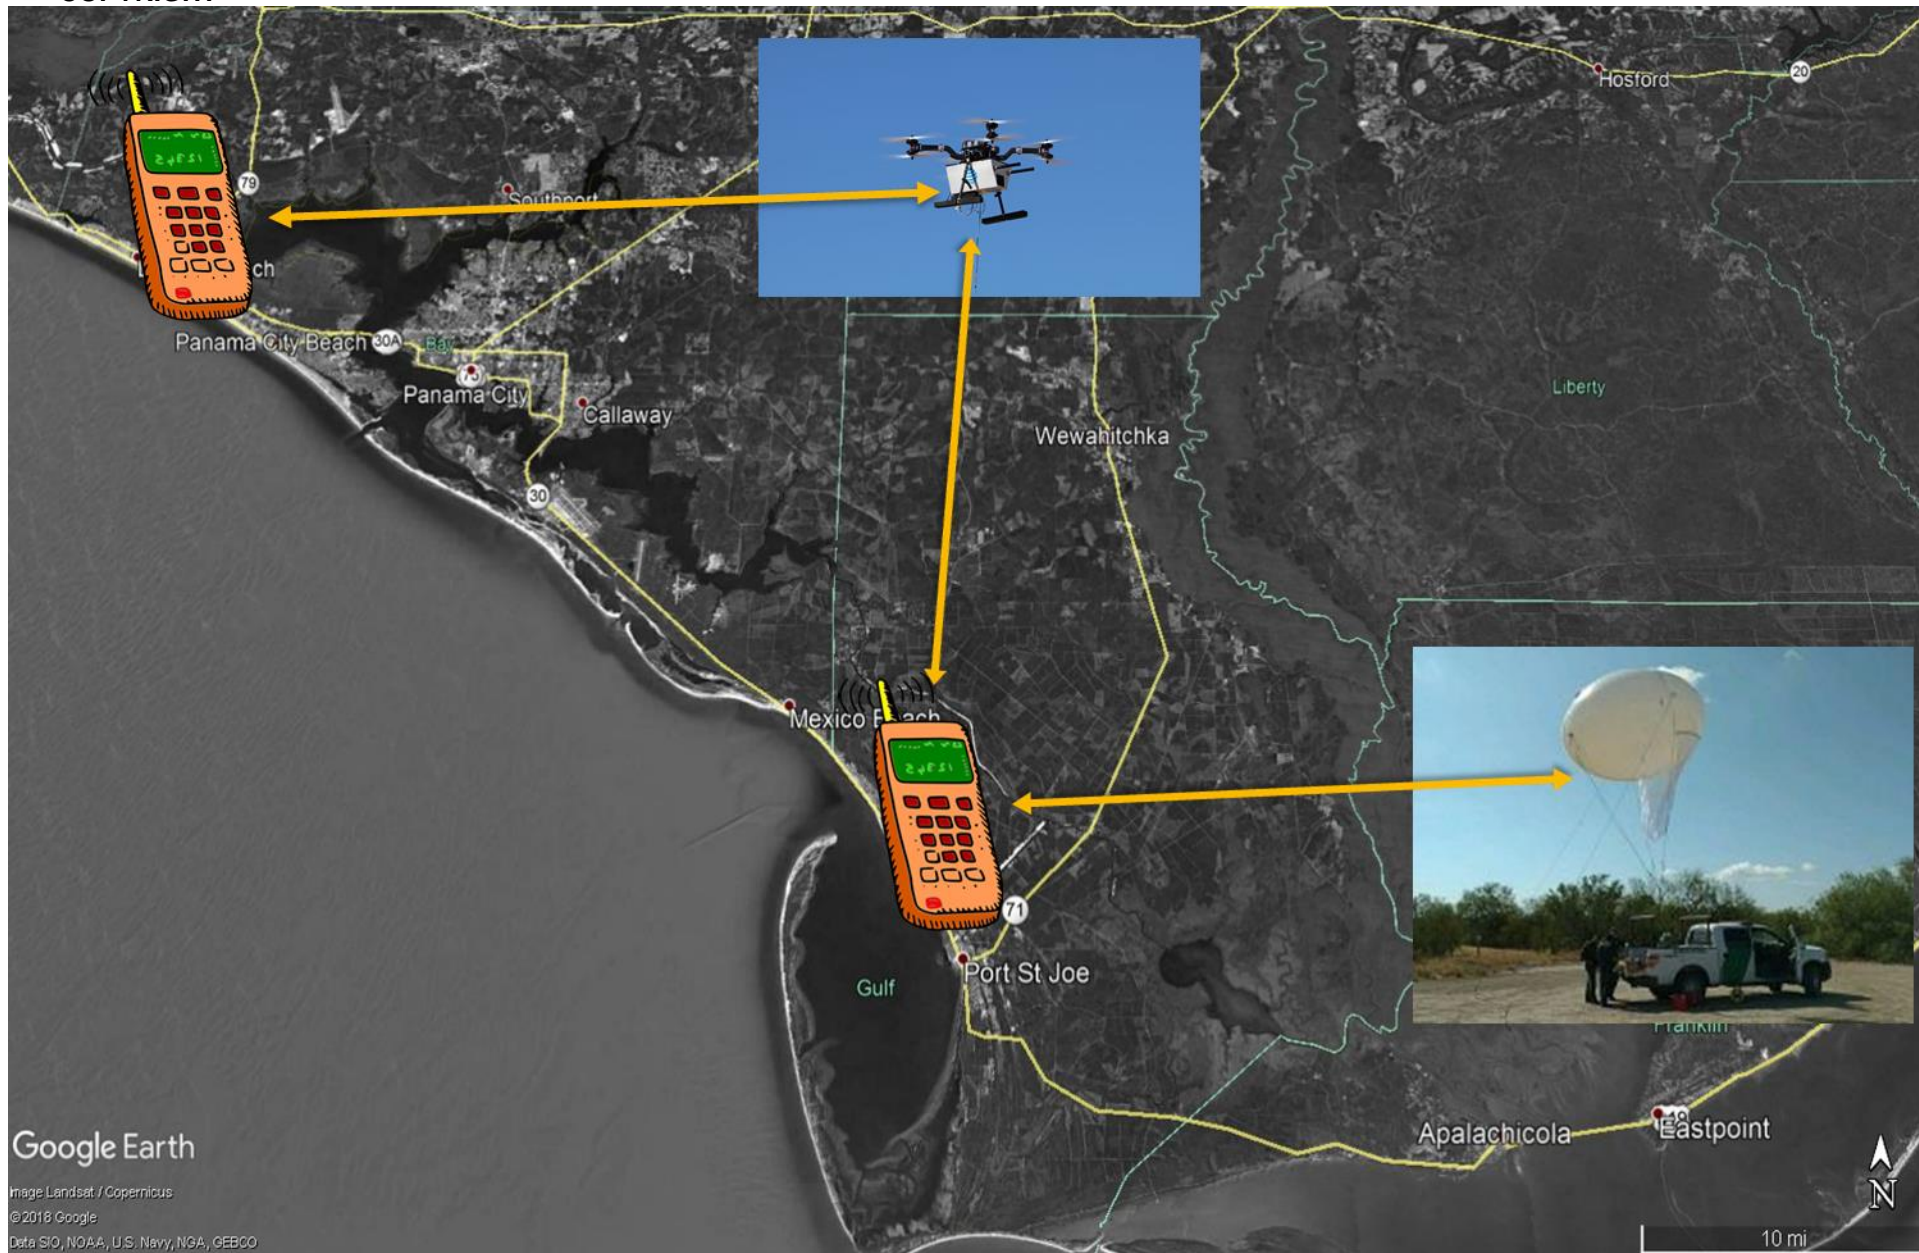 Hosford
20
79
Southport
ch
Panama City Beach
30A
Bay
Panama City
Callaway
Liberty
Wewahitchka
30
Mexico Beach
71
Port St Joe
Gulf
Franklin
Apalachicola
Eastpoint
Google Earth
Image Landsat / Copernicus
© 2018 Google
Data SIO, NOAA, U.S. Navy, NGA, GEBCO
N
10 mi